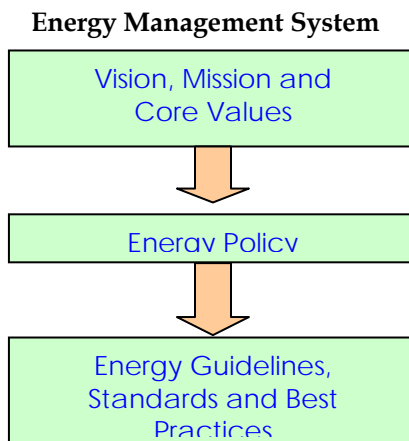 Energy Management System
Vision, Mission and
Core Values
Energy Policy
Energy Guidelines,
Standards and Best
Practices